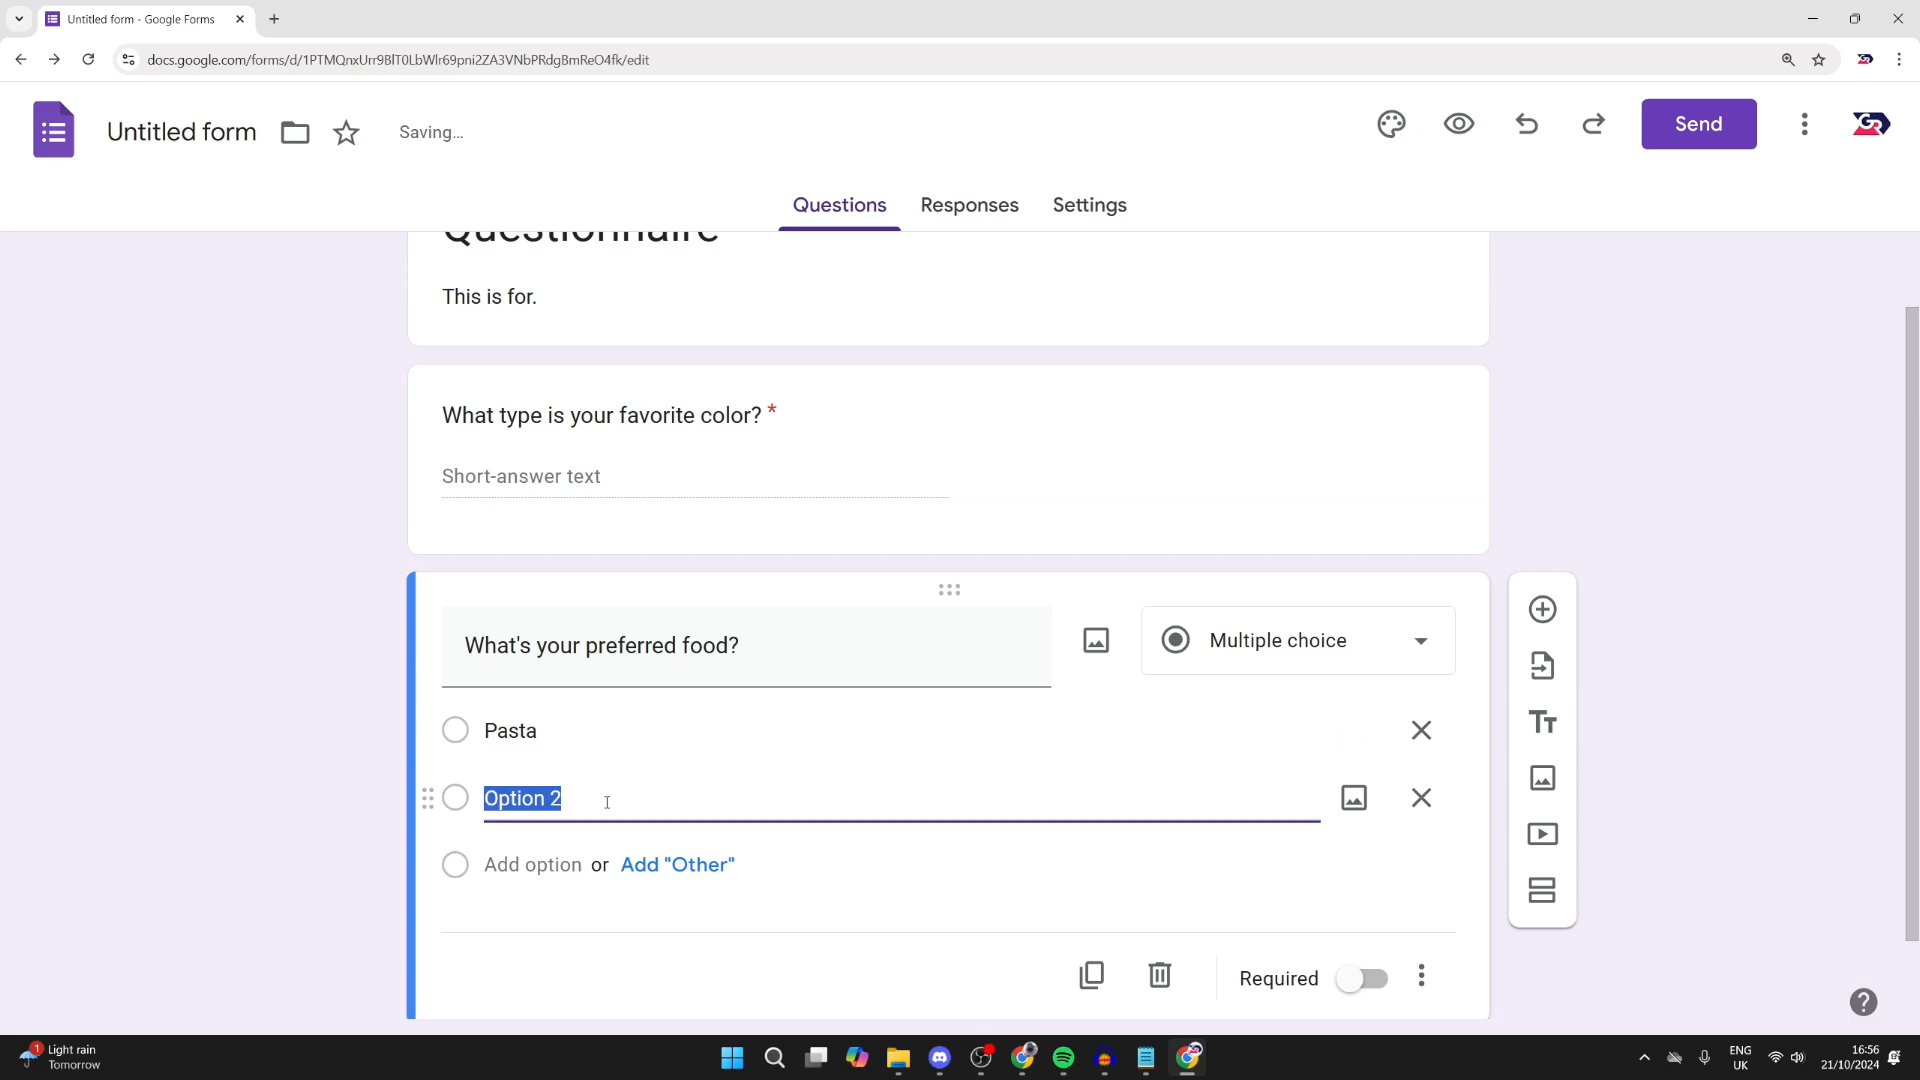 Untitled form - Google Forms
docs.google.com/forms/d/1PTMQnxUrr9BlT0LbWlr69pni2ZA3VNbPRdgBmReO4fk/edit
Untitled form
Saving...
Send
Questions
Responses
Settings
Questionnaire
This is for.
What type is your favorite color? *
Short-answer text
What's your preferred food?
Multiple choice
Pasta
Option 2
Add option or Add "Other"
Required
1
Light rain
Tomorrow
ENG
UK
16:56
21/10/2024